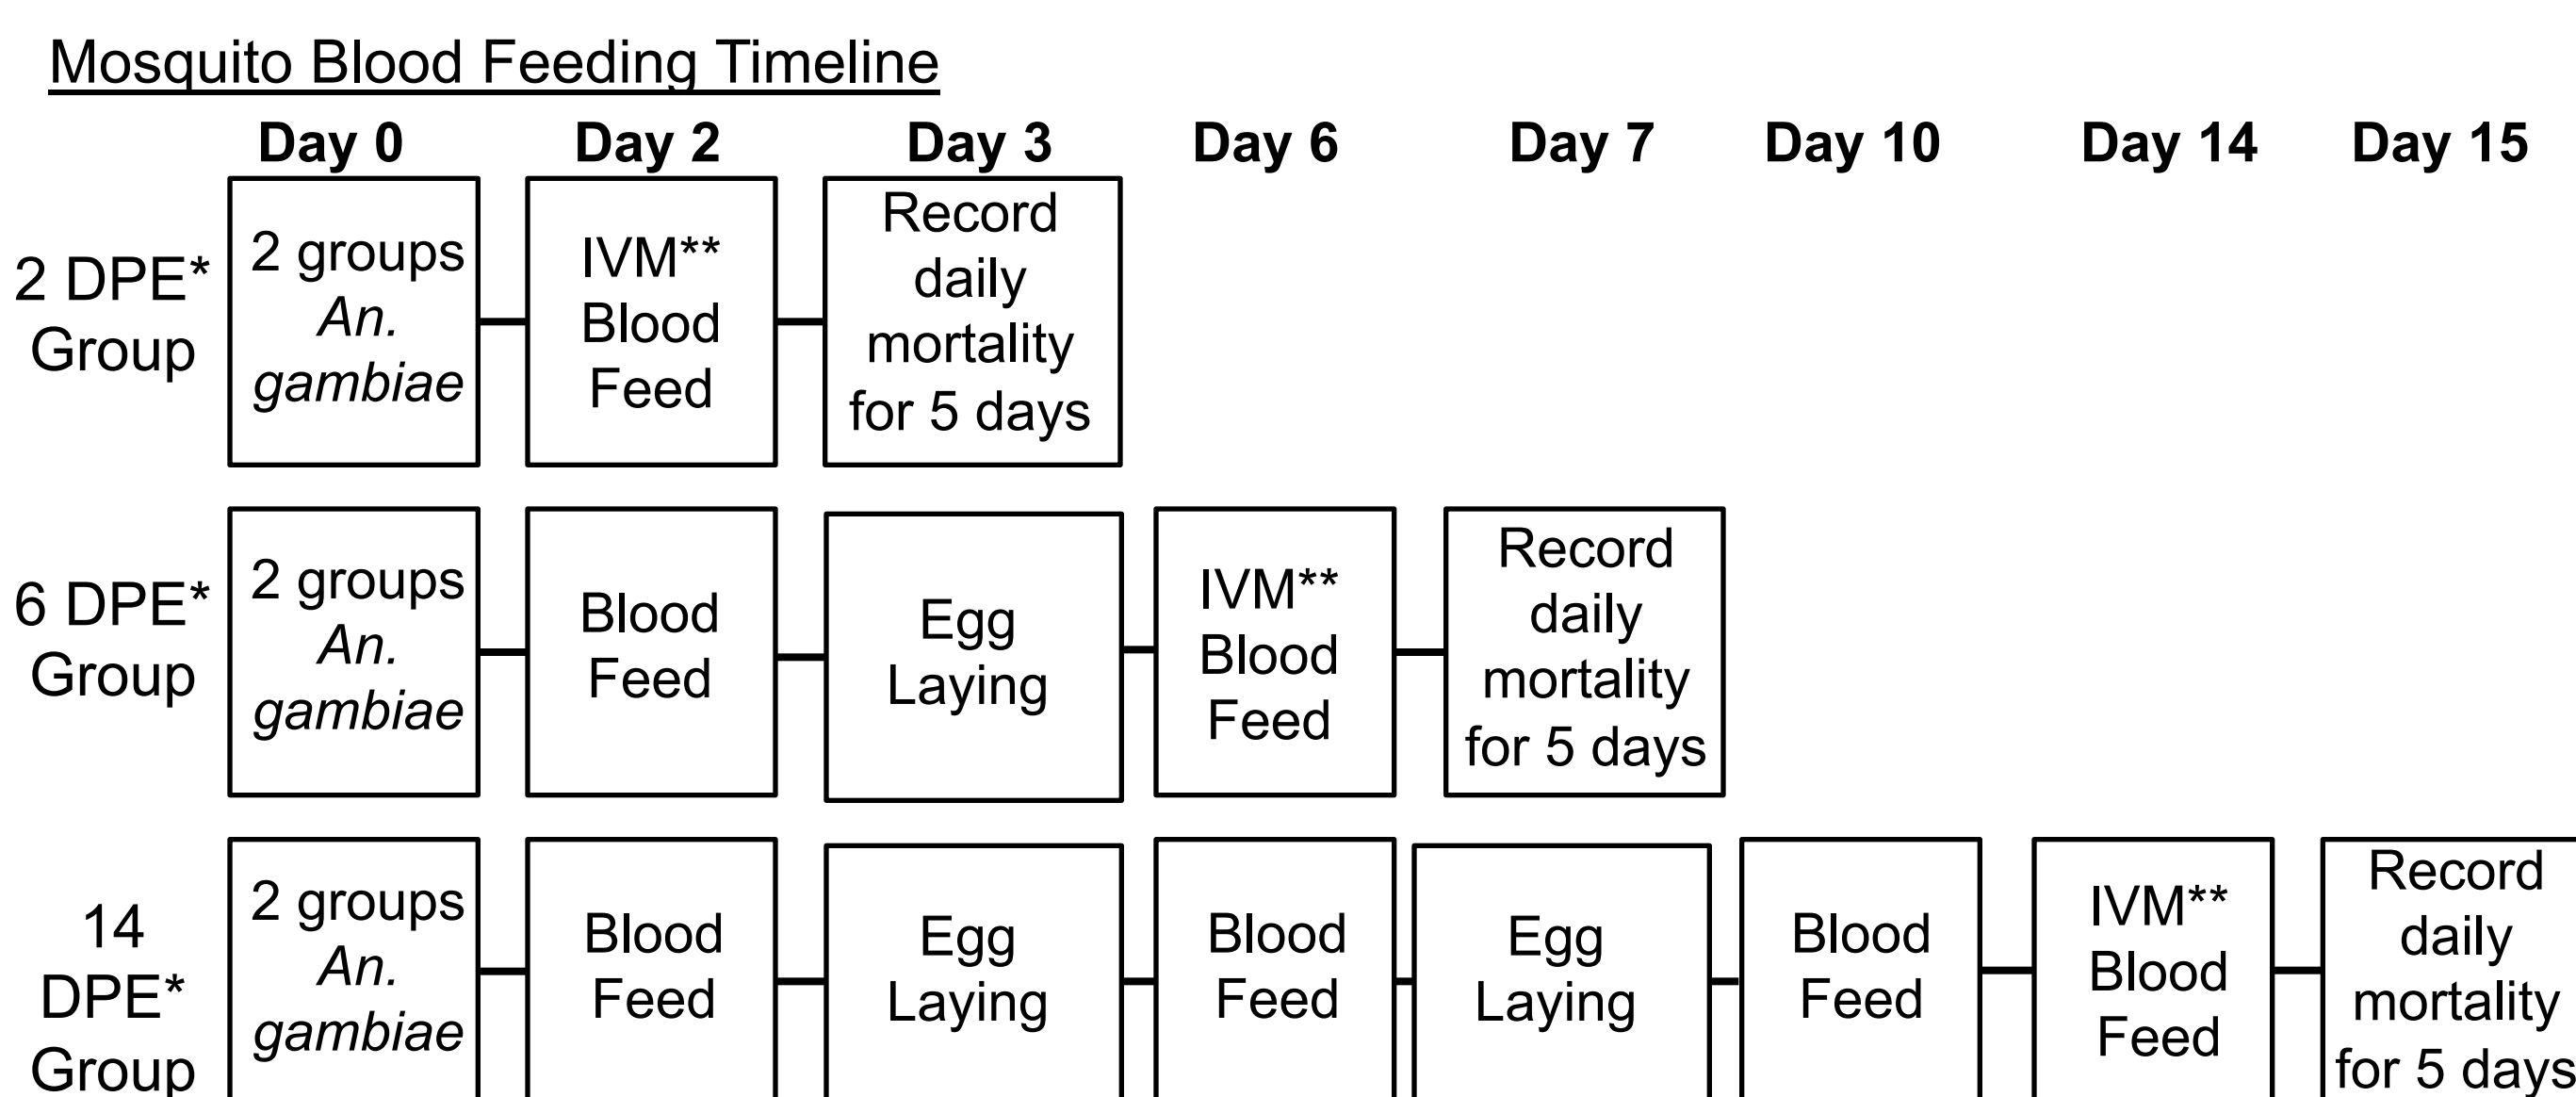 Mosquito Blood Feeding Timeline
Day 0 Day 2 Day 3 Day 6 Day 7 Day 10 Day 14 Day 15
2 DPE*
Group
2 groups
An.
gambiae
IVM**
Blood
Feed
Record
daily
mortality
for 5 days
6 DPE*
Group
2 groups
An.
gambiae
Blood
Feed
Egg
Laying
IVM**
Blood
Feed
Record
daily
mortality
for 5 days
14
DPE*
Group
2 groups
An.
gambiae
Blood
Feed
Egg
Laying
Blood
Feed
Egg
Laying
Blood
Feed
IVM**
Blood
Feed
Record
daily
mortality
for 5 days